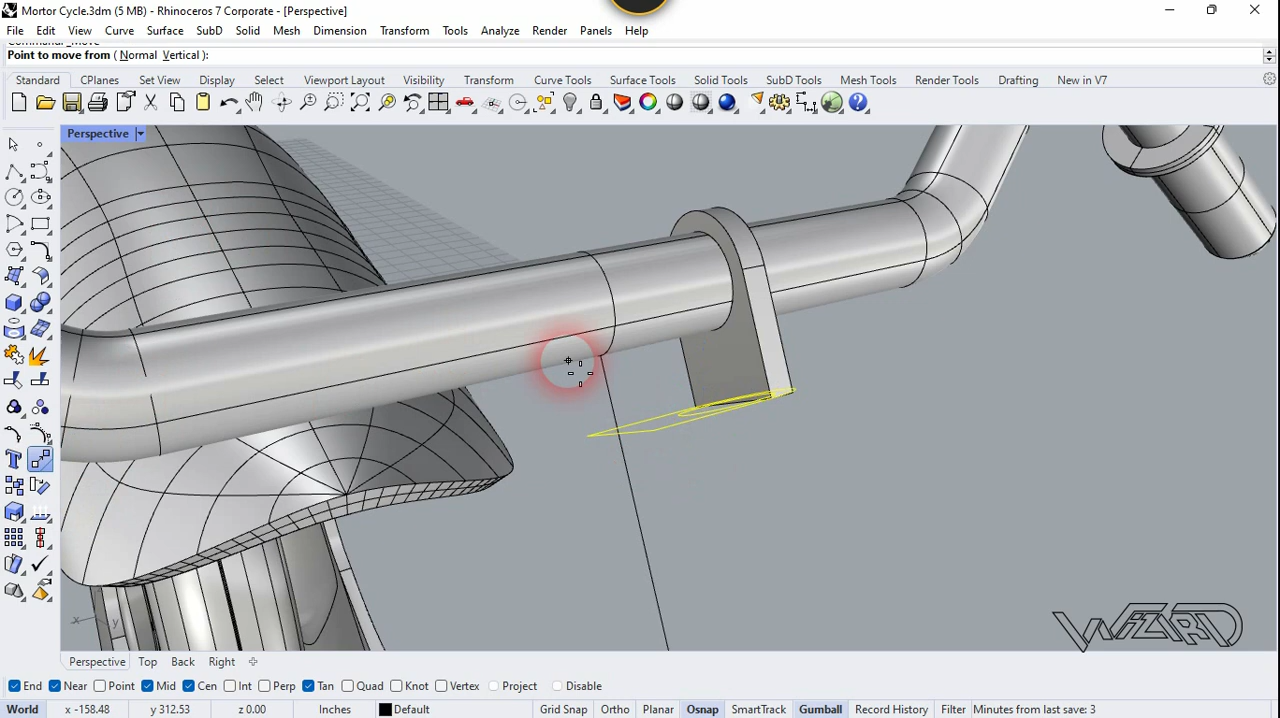 Mortor Cycle.3dm (5 MB) - Rhinoceros 7 Corporate - [Perspective]
File Edit View Curve Surface SubD Solid Mesh Dimension Transform Tools Analyze Render Panels Help
Command: _Move
Point to move from ( Normal Vertical ):
Standard CPlanes Set View Display Select Viewport Layout Visibility Transform Curve Tools Surface Tools Solid Tools SubD Tools Mesh Tools Render Tools Drafting New in V7
Perspective
x y
WIZARD
Perspective Top Back Right
End Near Point Mid Cen Int Perp Tan Quad Knot Vertex Project Disable
World x -158.48 y 312.53 z 0.00 Inches Default Grid Snap Ortho Planar Osnap SmartTrack Gumball Record History Filter Minutes from last save: 3